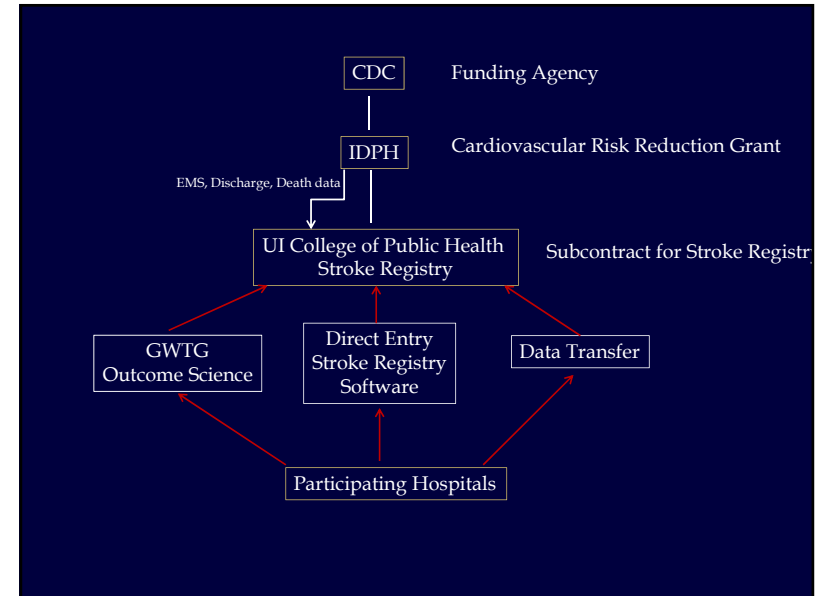 CDC
Funding Agency
IDPH
Cardiovascular Risk Reduction Grant
EMS, Discharge, Death data
UI College of Public Health
Stroke Registry
Subcontract for Stroke Registr
GWTG
Outcome Science
Direct Entry
Stroke Registry
Software
Data Transfer
Participating Hospitals